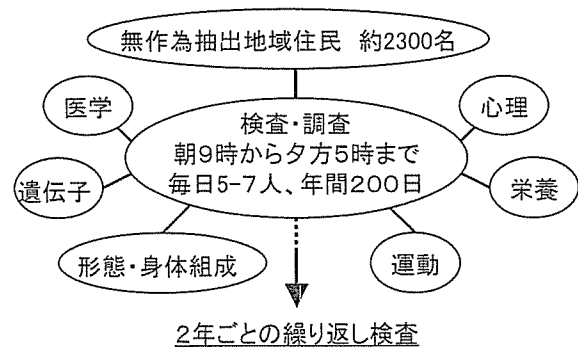 無作為抽出地域住民 約2300名
医学
心理
検査・調査
朝9時から夕方5時まで
毎日5-7人、年間200日
遺伝子
栄養
形態・身体組成
運動
2年ごとの繰り返し検査